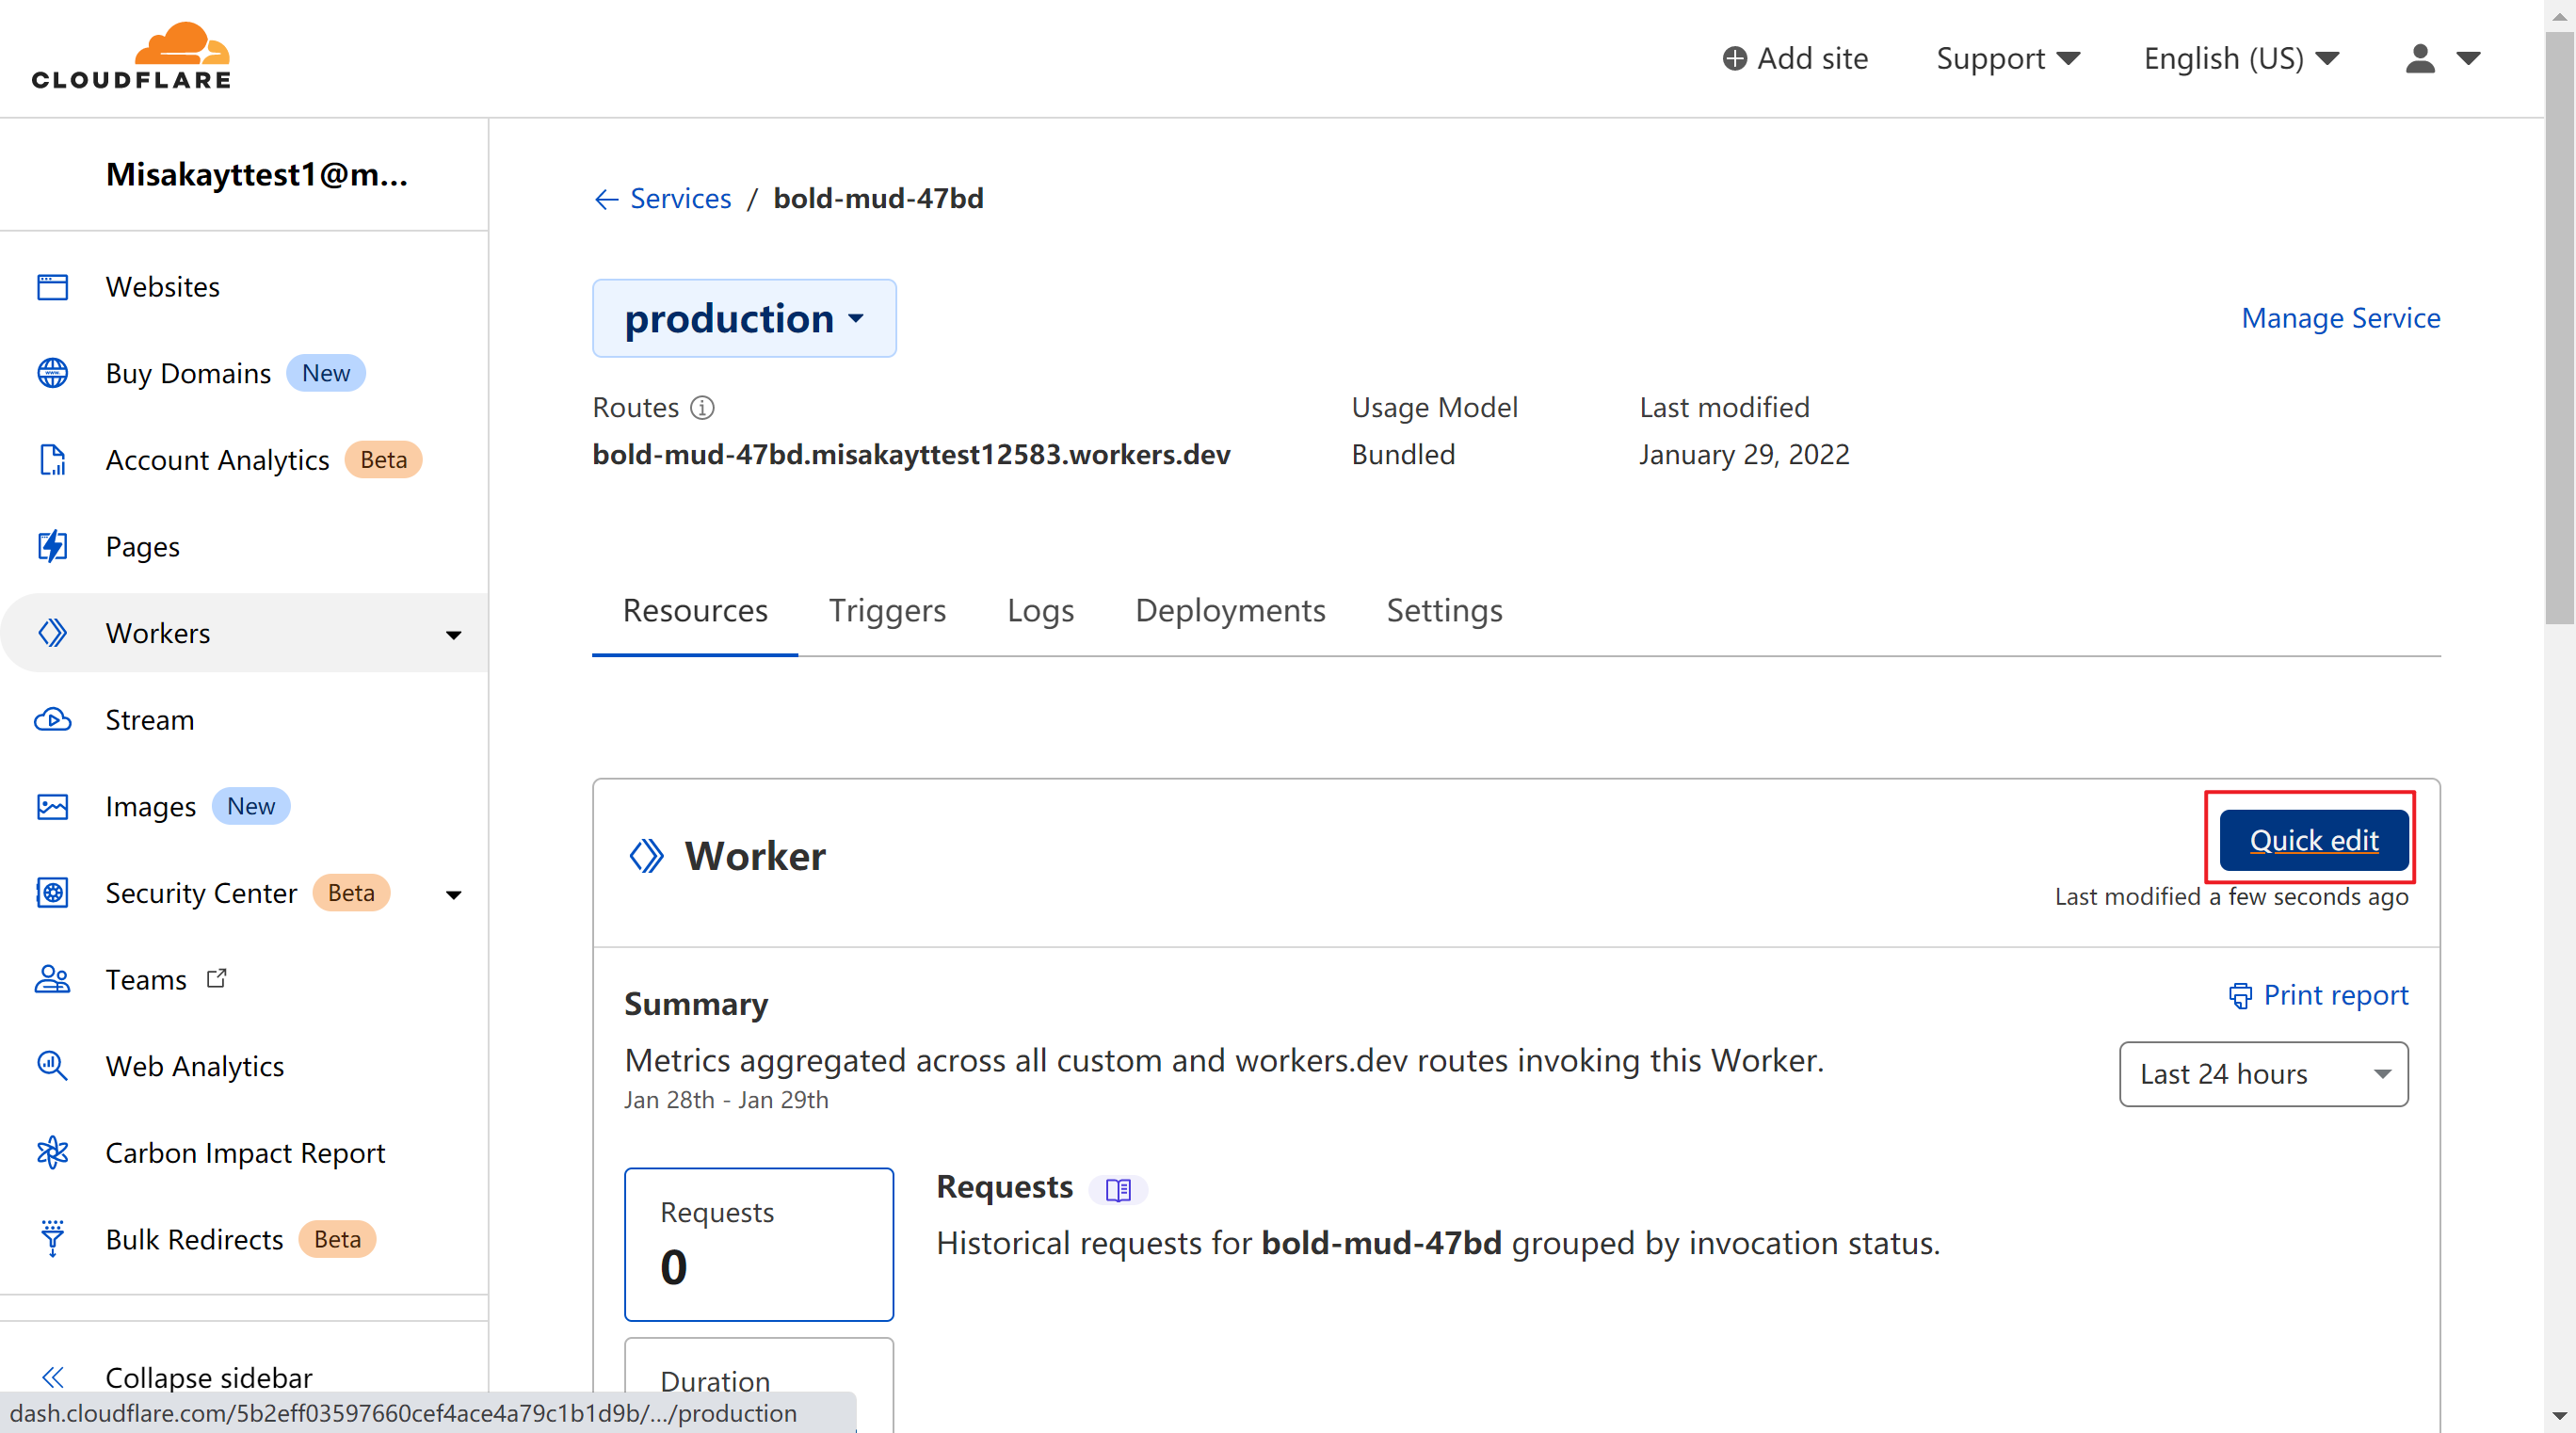 CLOUDFLARE
Add site
Support
English (US)
Misakayttest1@m...
Websites
Buy Domains New
Account Analytics Beta
Pages
Workers
Stream
Images New
Security Center Beta
Teams
Web Analytics
Carbon Impact Report
Bulk Redirects Beta
Collapse sidebar
Services / bold-mud-47bd
production
Manage Service
Routes
bold-mud-47bd.misakayttest12583.workers.dev
Usage Model
Bundled
Last modified
January 29, 2022
Resources
Triggers
Logs
Deployments
Settings
Worker
Quick edit
Last modified a few seconds ago
Summary
Print report
Metrics aggregated across all custom and workers.dev routes invoking this Worker.
Jan 28th - Jan 29th
Last 24 hours
Requests
0
Requests
Historical requests for bold-mud-47bd grouped by invocation status.
Duration
dash.cloudflare.com/5b2eff03597660cef4ace4a79c1b1d9b/.../production